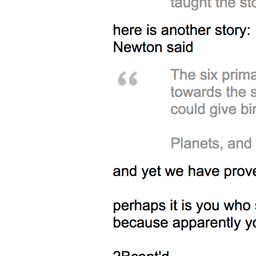 taught the sto
here is another story:
Newton said
“
The six prima
towards the s
could give bir
Planets, and
and yet we have prove
perhaps it is you who s
because apparently yo